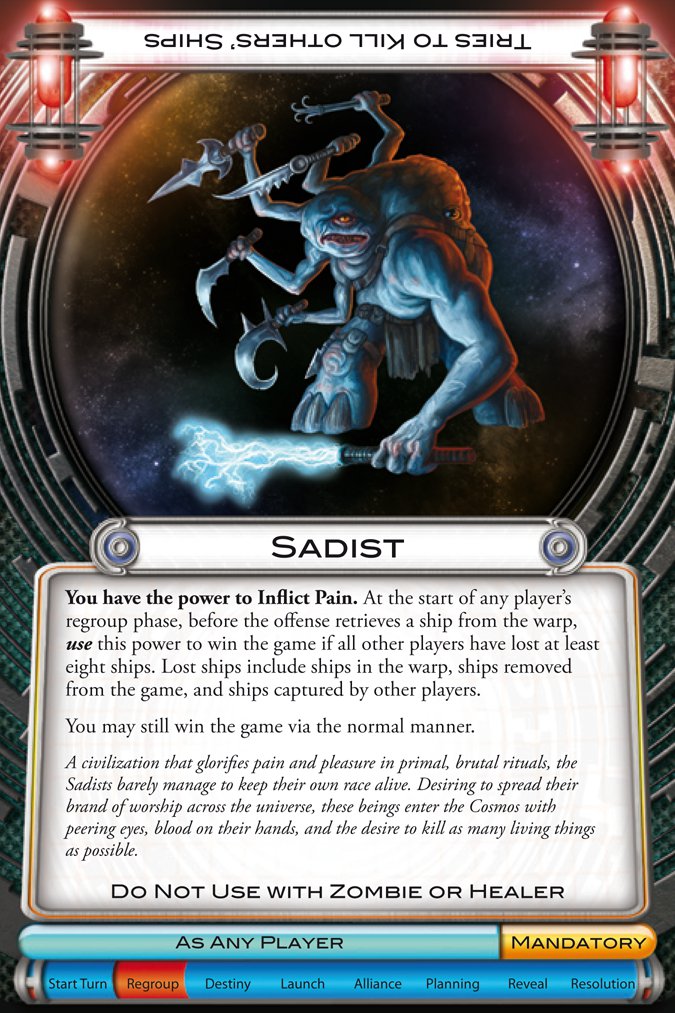 Tries to Kill others' Ships
Sadist
You have the power to Inflict Pain. At the start of any player's
regroup phase, before the offense retrieves a ship from the warp,
use this power to win the game if all other players have lost at least
eight ships. Lost ships include ships in the warp, ships removed
from the game, and ships captured by other players.
You may still win the game via the normal manner.
A civilization that glorifies pain and pleasure in primal, brutal rituals, the
Sadists barely manage to keep their own race alive. Desiring to spread their
brand of worship across the universe, these beings enter the Cosmos with
peering eyes, blood on their hands, and the desire to kill as many living things
as possible.
Do Not Use with Zombie or Healer
As Any Player Mandatory
Start Turn Regroup Destiny Launch Alliance Planning Reveal Resolution